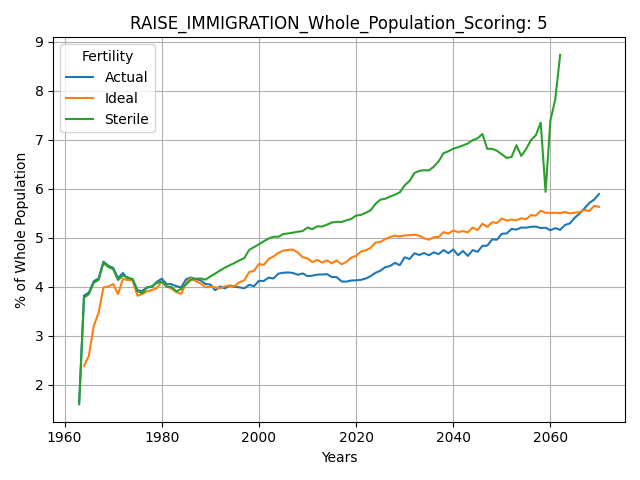 RAISE_IMMIGRATION_Whole_Population_Scoring: 5
Fertility
Actual
Ideal
Sterile
% of Whole Population
9
8
7
6
5
4
3
2
1960 1980 2000 2020 2040 2060
Years